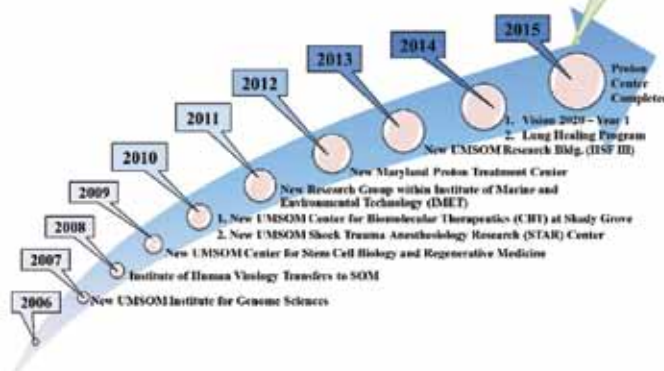 2015
2014
2013
2012
2011
2010
2009
2008
2007
2006
Proton
Center
Completed
1. Vision 2020 – Year 1
2. Lung Healing Program
New UMSOM Research Bldg. (HSF III)
New Maryland Proton Treatment Center
New Research Group within Institute of Marine and
Environmental Technology (IMET)
1. New UMSOM Center for Biomolecular Therapeutics (CBT) at Shady Grove
2. New UMSOM Shock Trauma Anesthesiology Research (STAR) Center
New UMSOM Center for Stem Cell Biology and Regenerative Medicine
Institute of Human Virology Transfers to SOM
New UMSOM Institute for Genome Sciences